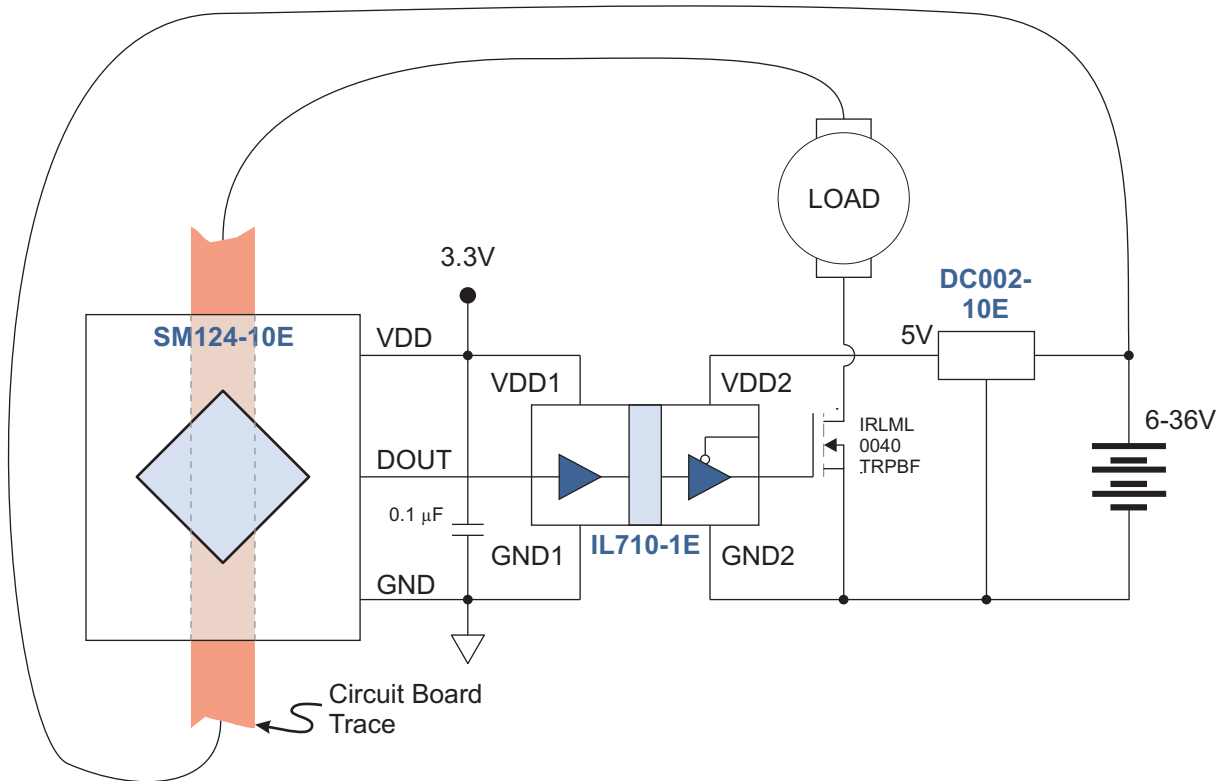 LOAD
3.3V
DC002-
10E
SM124-10E
VDD
5V
VDD1
VDD2
6-36V
IRLML
0040
TRPBF
DOUT
0.1 μF
GND1
IL710-1E
GND2
GND
Circuit Board
Trace